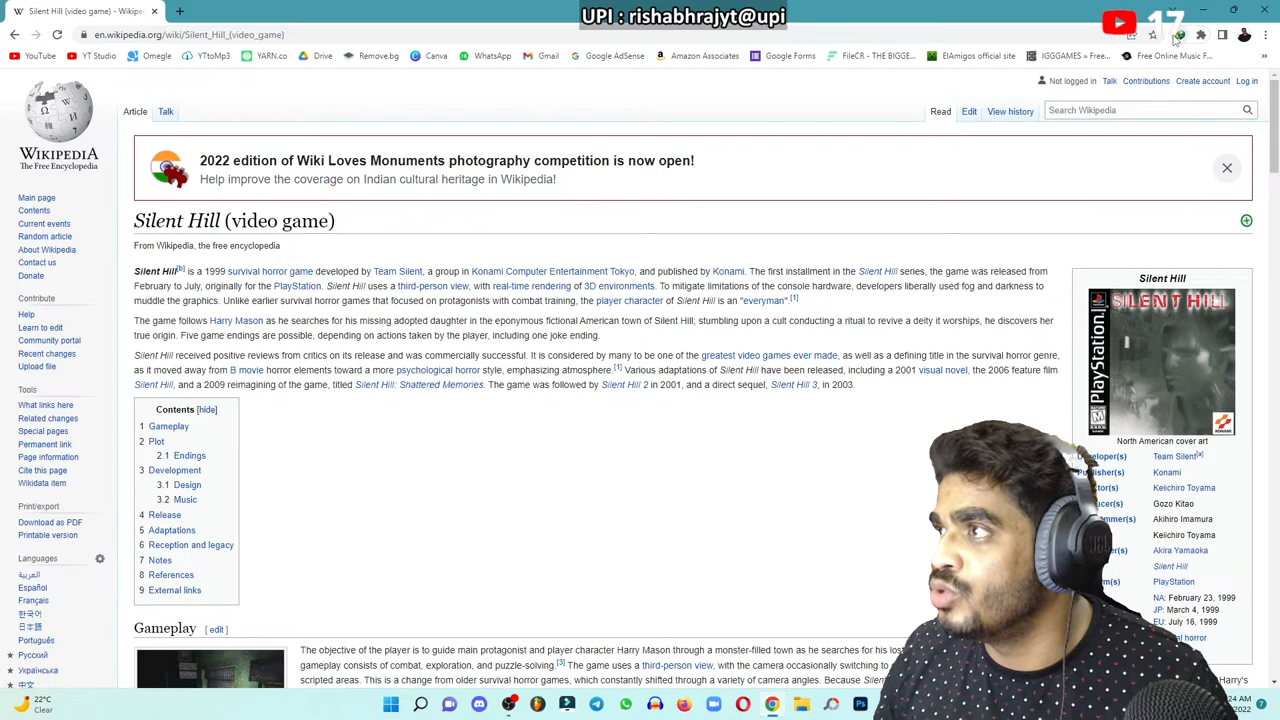 Silent Hill (video game) - Wikipe
UPI : rishabhrajyt@upi
17
en.wikipedia.org/wiki/Silent_Hill_(video_game)
YouTube YT Studio Omegle YTtoMp3 YARN.co Drive Remove.bg Canva WhatsApp Gmail Google AdSense Amazon Associates Google Forms FileCR - THE BIGGE... ElAmigos official site IGGGAMES » Free... Free Online Music F... »
Not logged in Talk Contributions Create account Log in
Article Talk Read Edit View history Search Wikipedia
WIKIPEDIA
The Free Encyclopedia
2022 edition of Wiki Loves Monuments photography competition is now open!
Help improve the coverage on Indian cultural heritage in Wikipedia!
Main page
Contents
Current events
Random article
About Wikipedia
Contact us
Donate
Contribute
Help
Learn to edit
Community portal
Recent changes
Upload file
Tools
What links here
Related changes
Special pages
Permanent link
Page information
Cite this page
Wikidata item
Print/export
Download as PDF
Printable version
Languages
العربية
Español
Français
한국어
日本語
Português
Русский
Українська
中文
Silent Hill (video game)
From Wikipedia, the free encyclopedia
Silent Hill[b] is a 1999 survival horror game developed by Team Silent, a group in Konami Computer Entertainment Tokyo, and published by Konami. The first installment in the Silent Hill series, the game was released from
February to July, originally for the PlayStation. Silent Hill uses a third-person view, with real-time rendering of 3D environments. To mitigate limitations of the console hardware, developers liberally used fog and darkness to
muddle the graphics. Unlike earlier survival horror games that focused on protagonists with combat training, the player character of Silent Hill is an "everyman".[1]
The game follows Harry Mason as he searches for his missing adopted daughter in the eponymous fictional American town of Silent Hill; stumbling upon a cult conducting a ritual to revive a deity it worships, he discovers her
true origin. Five game endings are possible, depending on actions taken by the player, including one joke ending.
Silent Hill received positive reviews from critics on its release and was commercially successful. It is considered by many to be one of the greatest video games ever made, as well as a defining title in the survival horror genre,
as it moved away from B movie horror elements toward a more psychological horror style, emphasizing atmosphere.[1] Various adaptations of Silent Hill have been released, including a 2001 visual novel, the 2006 feature film
Silent Hill, and a 2009 reimagining of the game, titled Silent Hill: Shattered Memories. The game was followed by Silent Hill 2 in 2001, and a direct sequel, Silent Hill 3, in 2003.
Contents [hide]
1 Gameplay
2 Plot
2.1 Endings
3 Development
3.1 Design
3.2 Music
4 Release
5 Adaptations
6 Reception and legacy
7 Notes
8 References
9 External links
Gameplay [ edit ]
The objective of the player is to guide main protagonist and player character Harry Mason through a monster-filled town as he searches for his
gameplay consists of combat, exploration, and puzzle-solving.[3] The game uses a third-person view, with the camera occasionally switching to
scripted areas. This is a change from older survival horror games, which constantly shifted through a variety of camera angles. Because Harry's
Silent Hill
PlayStation
SILENT HILL
KONAMI
North American cover art
Team Silent[a]
Konami
Keiichiro Toyama
Gozo Kitao
Akihiro Imamura
Keiichiro Toyama
Akira Yamaoka
Silent Hill
PlayStation
NA: February 23, 1999
JP: March 4, 1999
EU: July 16, 1999
horror
22°C
Clear